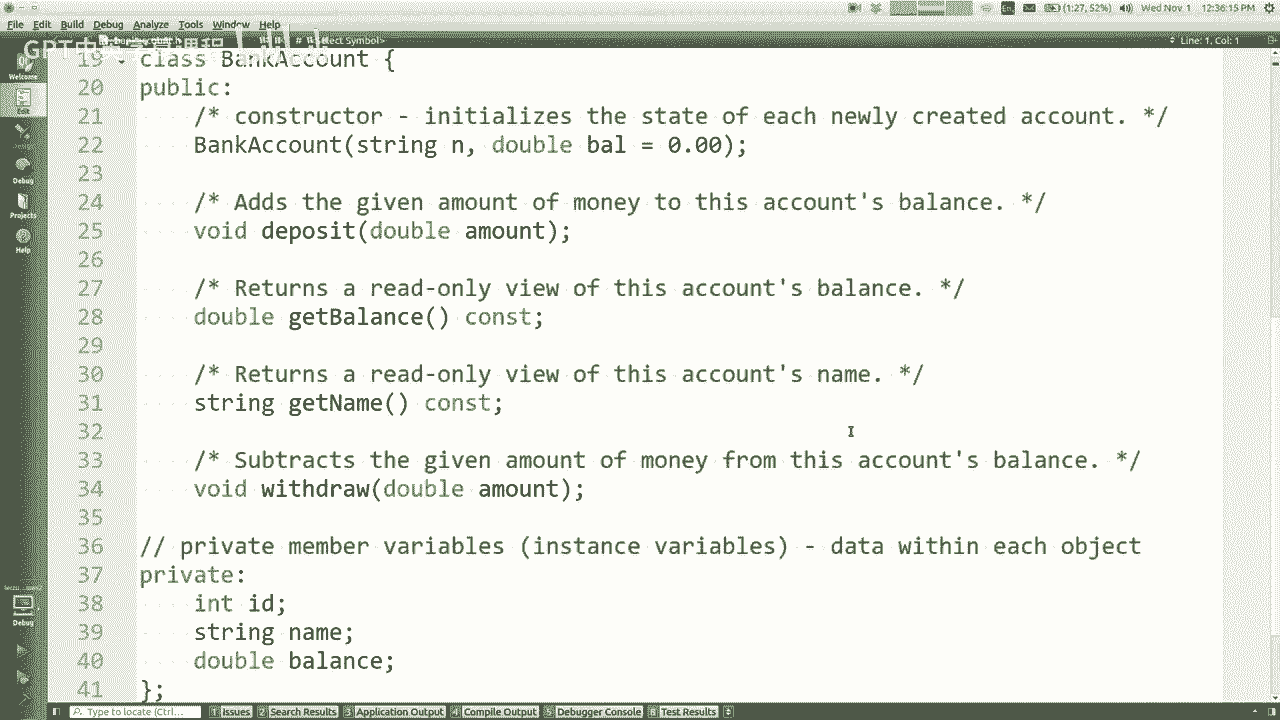 En 1:27, 52% Wed Nov 1 12:36:15 PM
File Edit Build Debug Analyze Tools Window Help
Line: 1, Col: 1
Welcome
Edit
Debug
Projects
Help
Debug
19 class BankAccount {
20 public:
21 /* constructor - initializes the state of each newly created account. */
22 BankAccount(string n, double bal = 0.00);
23
24 /* Adds the given amount of money to this account's balance. */
25 void deposit(double amount);
26
27 /* Returns a read-only view of this account's balance. */
28 double getBalance() const;
29
30 /* Returns a read-only view of this account's name. */
31 string getName() const;
32
33 /* Subtracts the given amount of money from this account's balance. */
34 void withdraw(double amount);
35
36 // private member variables (instance variables) - data within each object
37 private:
38 int id;
39 string name;
40 double balance;
41 };
Type to locate (Ctrl... 1 Issues 2 Search Results 3 Application Output 4 Compile Output 5 Debugger Console 8 Test Results